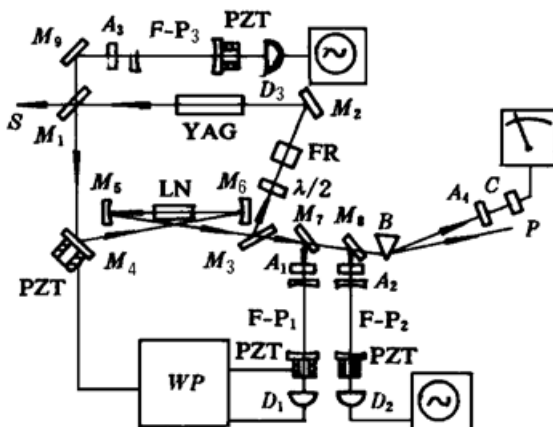 M₉ A₃ F-P₃ PZT D₃
S M₁ YAG M₂
FR
λ/2
M₅ LN M₆ M₇ M₈ B A₄ C
PZT M₄ M₃ A₁ A₂ P
F-P₁ F-P₂
PZT PZT
WP D₁ D₂